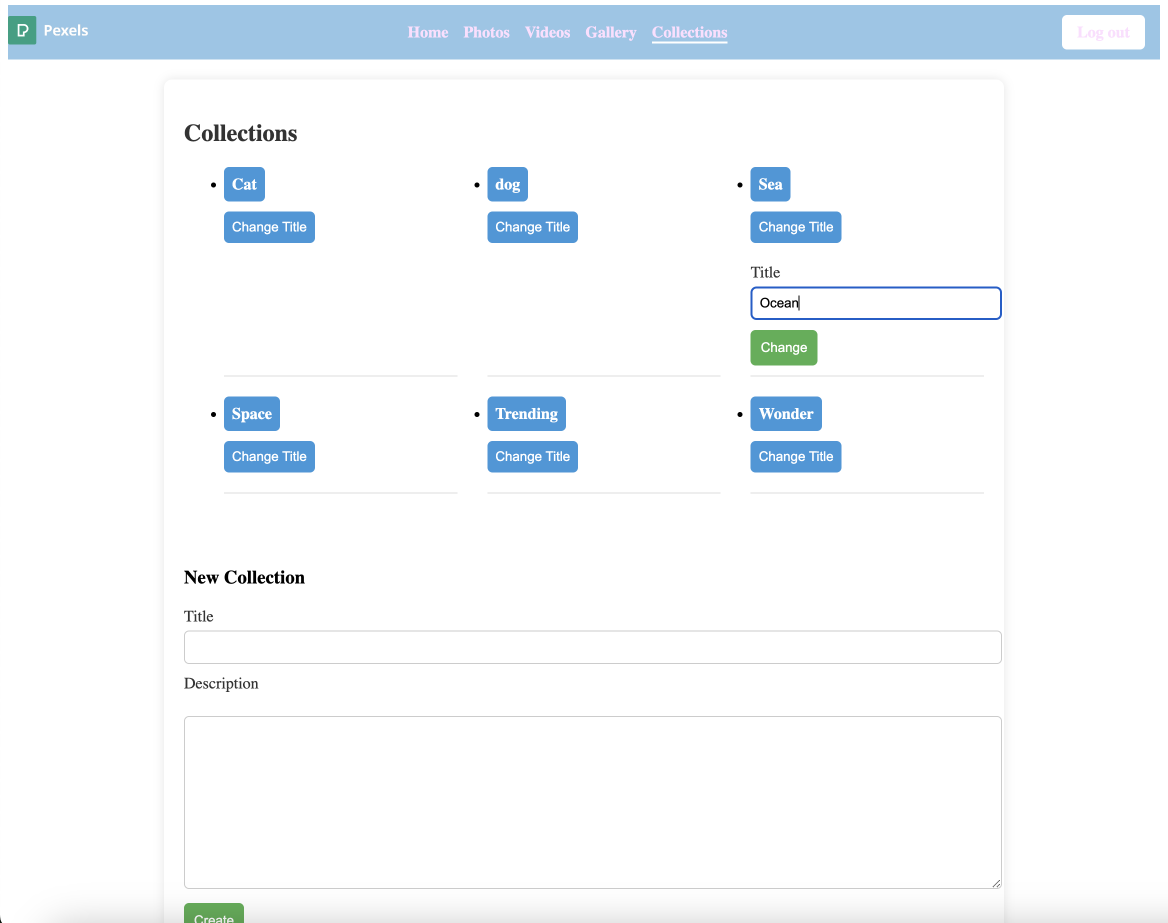 Pexels Home Photos Videos Gallery Collections Log out
Collections
Cat dog Sea
Change Title Change Title Change Title
Title
Ocean
Change
Space Trending Wonder
Change Title Change Title Change Title
New Collection
Title
Description
Create